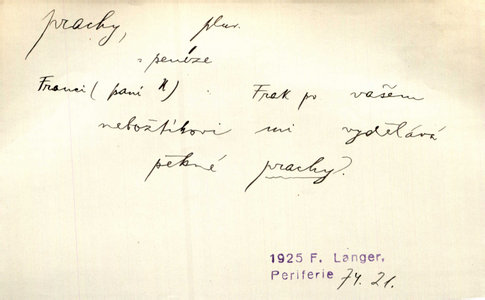 prachy, plur.
: peníze
Franci ( paní X) . Frak po vašem
nebožtíkovi mi vydělává
pěkné prachy.
1925 F. Langer,
Periferie 74. 21.